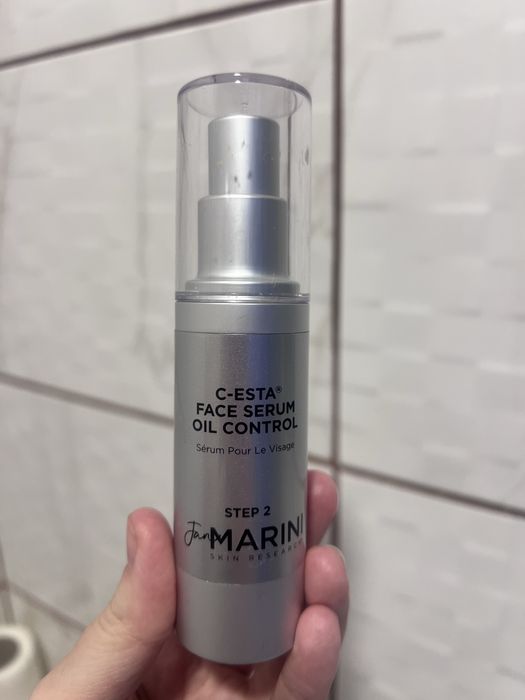 C-ESTA®
FACE SERUM
OIL CONTROL
Sérum Pour Le Visage
STEP 2
Jan MARINI
SKIN RESEARCH